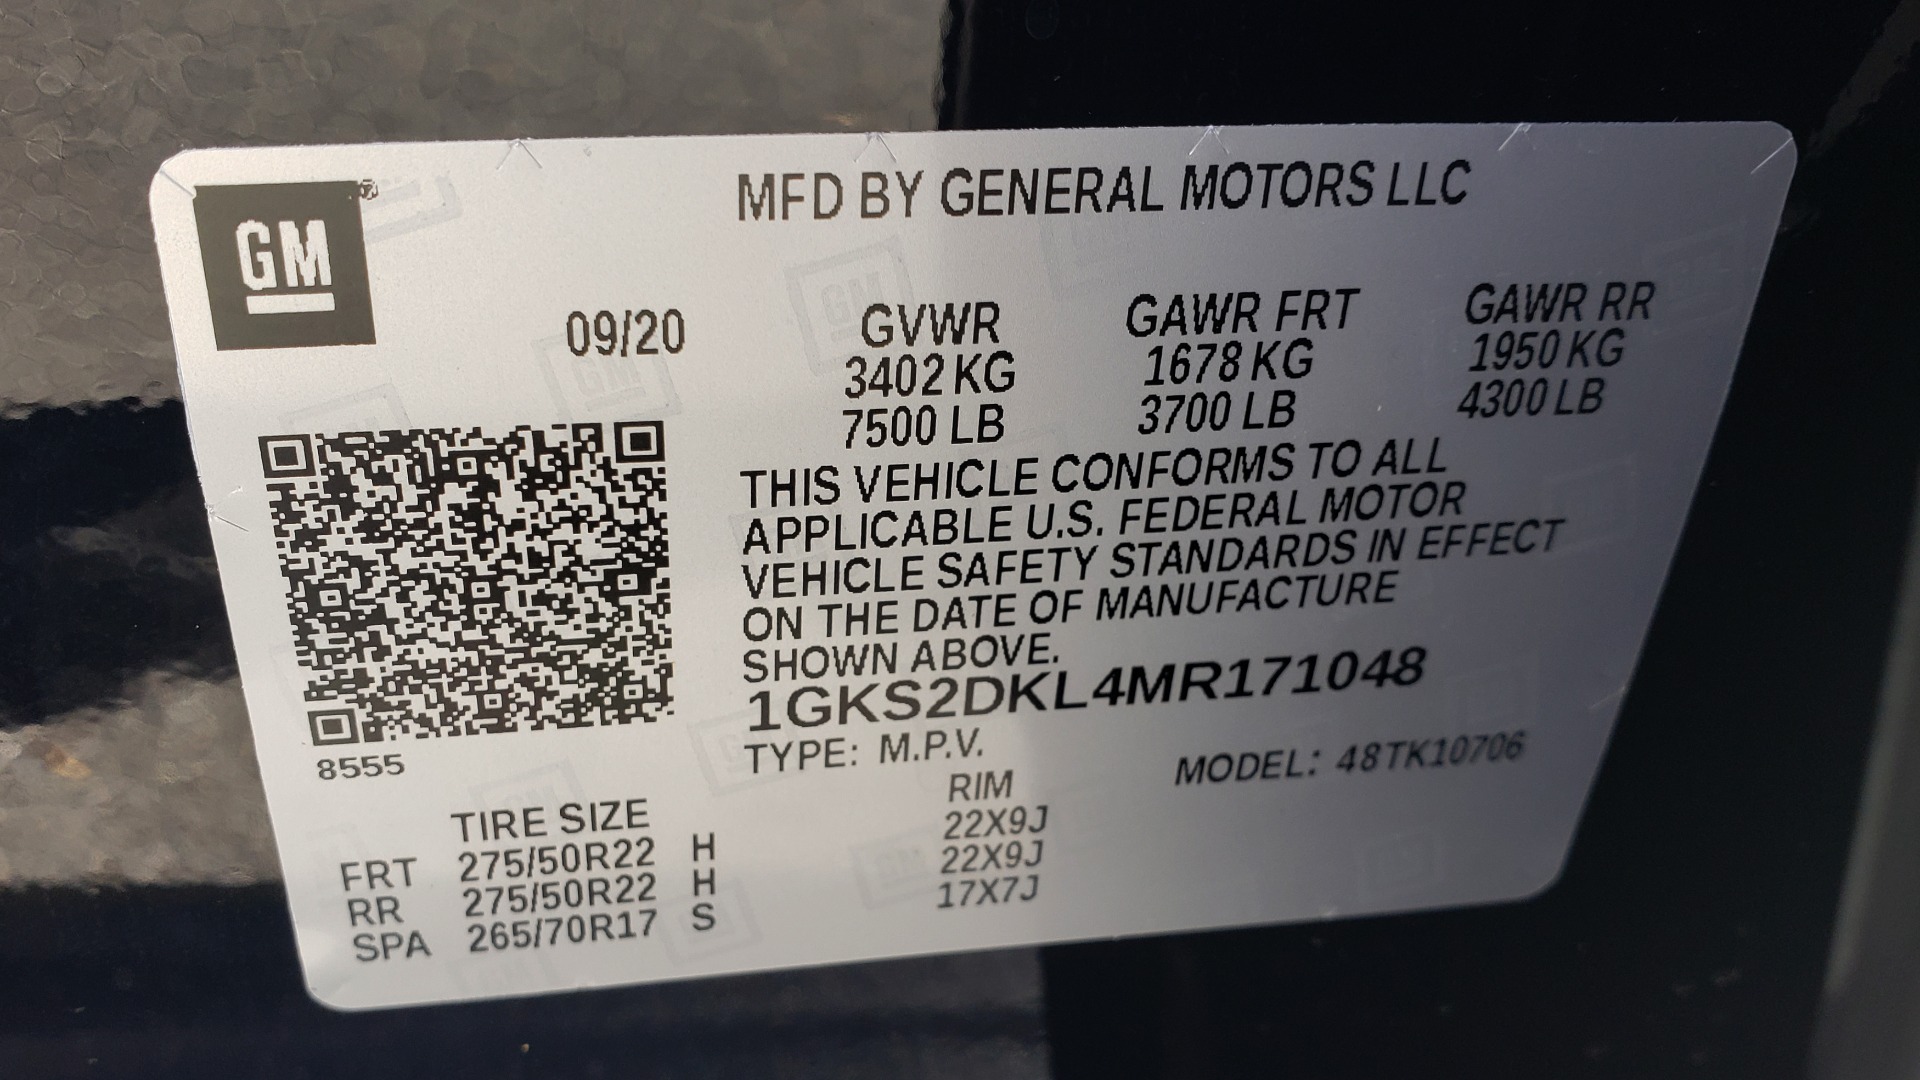 GM
MFD BY GENERAL MOTORS LLC
09/20
GVWR GAWR FRT GAWR RR
3402 KG 1678 KG 1950 KG
7500 LB 3700 LB 4300 LB
THIS VEHICLE CONFORMS TO ALL
APPLICABLE U.S. FEDERAL MOTOR
VEHICLE SAFETY STANDARDS IN EFFECT
ON THE DATE OF MANUFACTURE
SHOWN ABOVE.
1GKS2DKL4MR171048
TYPE: M.P.V. MODEL: 48TK10706
8555
TIRE SIZE RIM
FRT 275/50R22 H 22X9J
RR 275/50R22 H 22X9J
SPA 265/70R17 S 17X7J